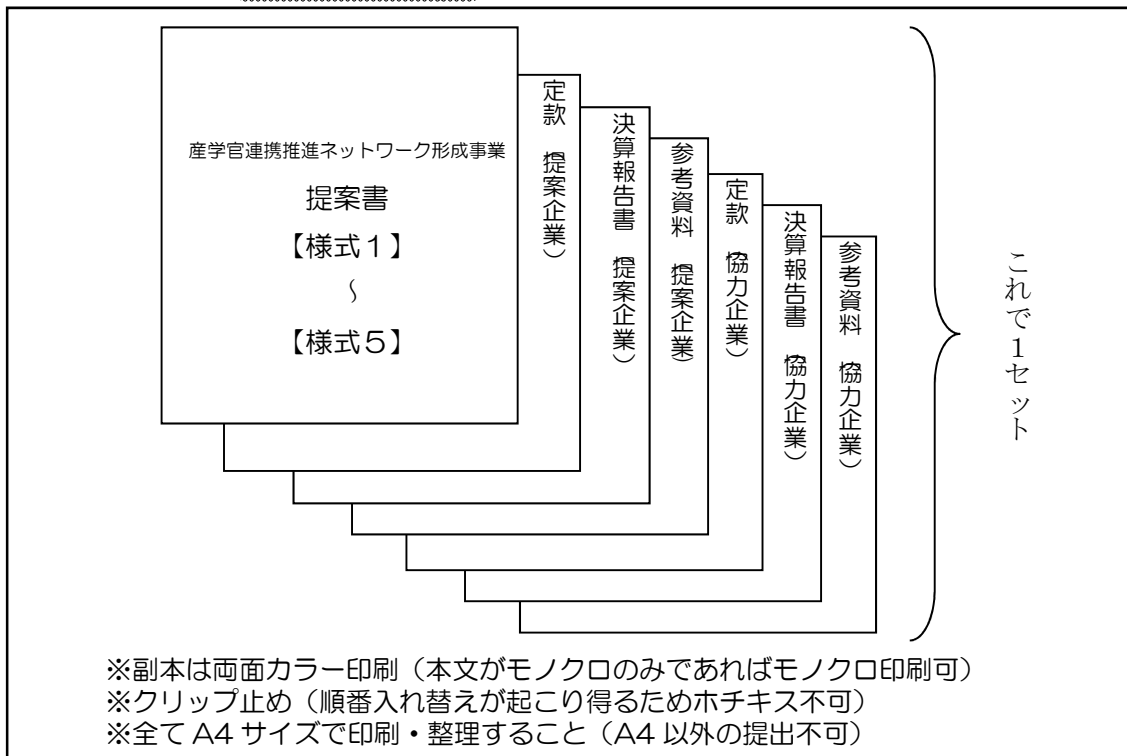 産学官連携推進ネットワーク形成事業
提案書
【様式１】
～
【様式５】
定款（提案企業）
決算報告書（提案企業）
参考資料（提案企業）
定款（協力企業）
決算報告書（協力企業）
参考資料（協力企業）
これで１セット
※副本は両面カラー印刷（本文がモノクロのみであればモノクロ印刷可）
※クリップ止め（順番入れ替えが起こり得るためホチキス不可）
※全て A4 サイズで印刷・整理すること（A4 以外の提出不可）